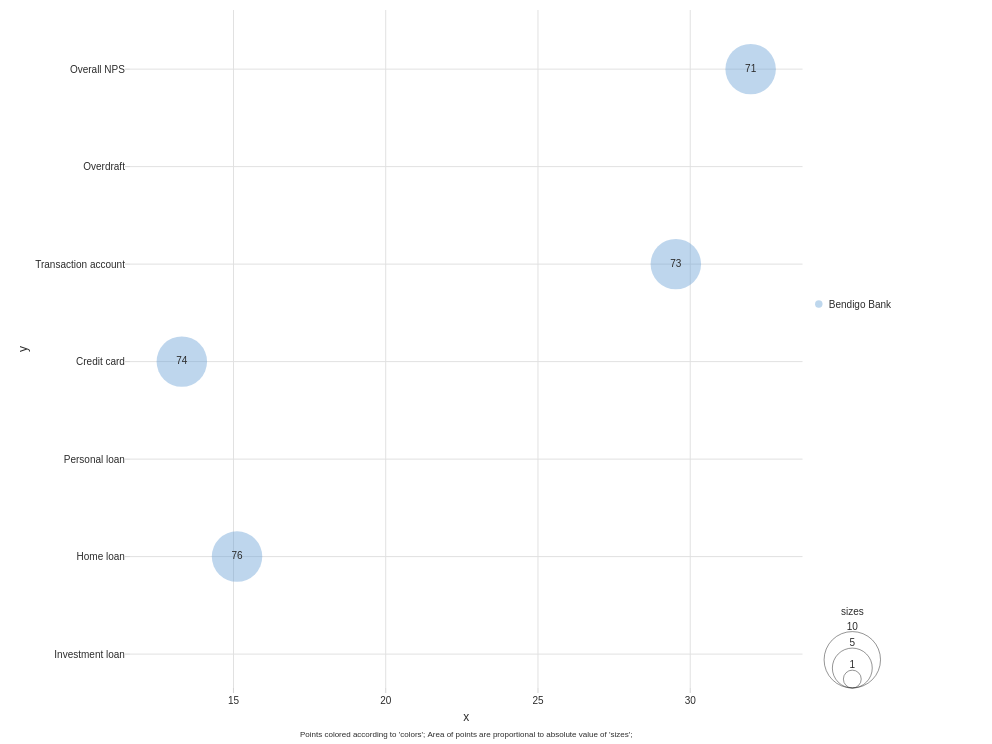 Overall NPS
71
Overdraft
Transaction account
73
Bendigo Bank
y
Credit card
74
Personal loan
Home loan
76
sizes
10
5
1
Investment loan
15
20
25
30
x
Points colored according to 'colors'; Area of points are proportional to absolute value of 'sizes';